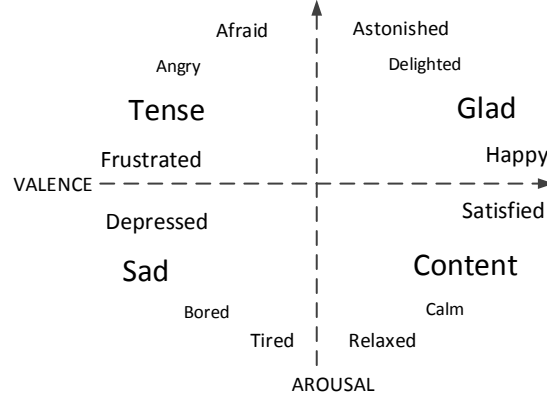 Afraid
Astonished
Angry
Delighted
Tense
Glad
Frustrated
Happy
VALENCE
Depressed
Satisfied
Sad
Content
Bored
Calm
Tired
Relaxed
AROUSAL